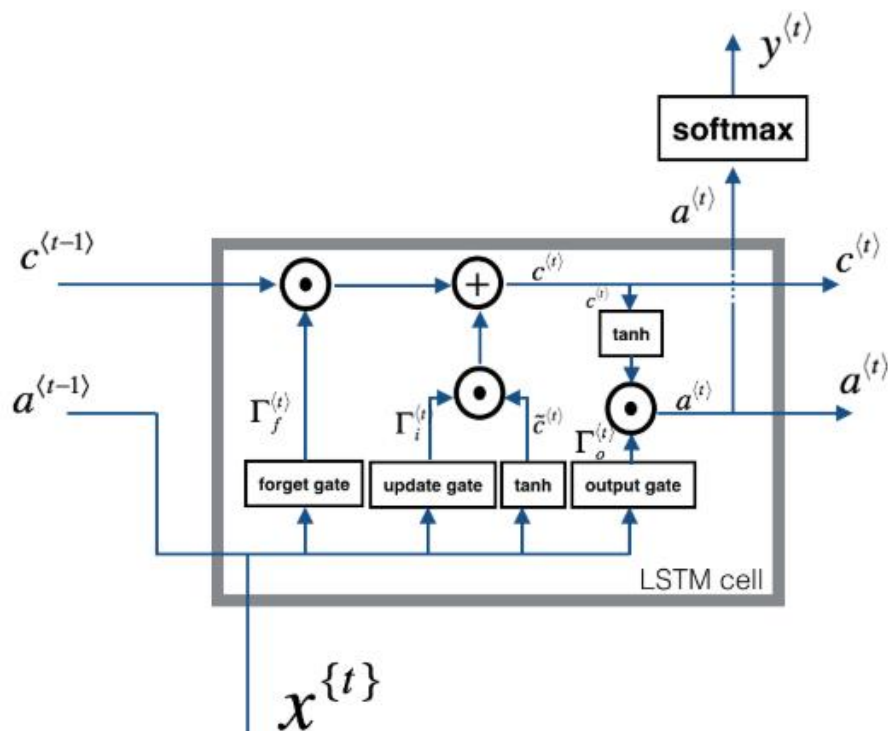 y⟨t⟩
softmax
a⟨t⟩
c⟨t−1⟩ c⟨t⟩ c⟨t⟩
c⟨t⟩
tanh
a⟨t−1⟩ Γf⟨t⟩ Γi⟨t⟩ c̃⟨t⟩ Γo⟨t⟩ a⟨t⟩ a⟨t⟩
forget gate update gate tanh output gate
LSTM cell
x{t}